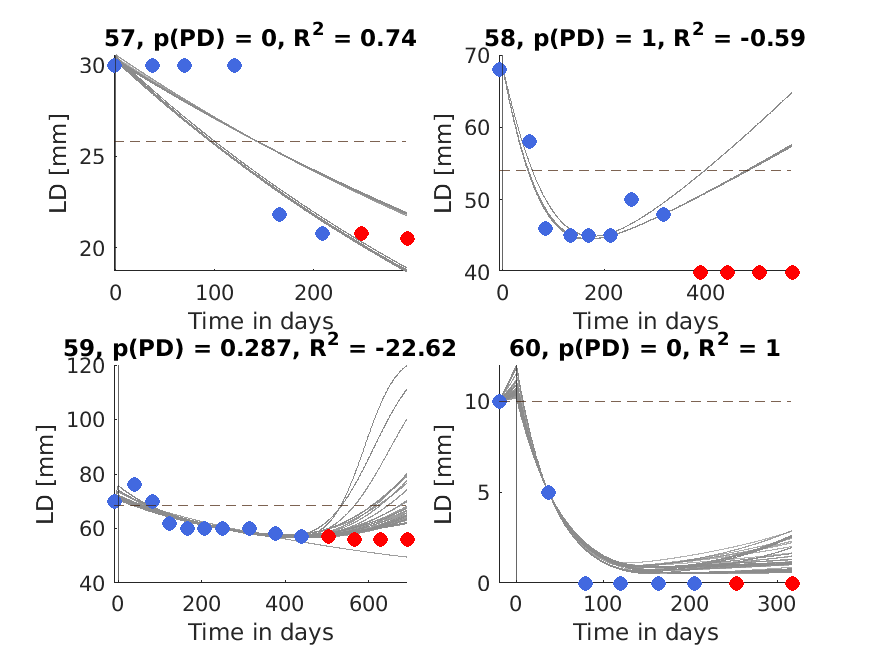 57, p(PD) = 0, R² = 0.74
58, p(PD) = 1, R² = -0.59
30
25
20
LD [mm]
0
100
200
Time in days
70
60
50
40
LD [mm]
0
200
400
Time in days
59, p(PD) = 0.287, R² = -22.62
60, p(PD) = 0, R² = 1
120
100
80
60
40
LD [mm]
0
200
400
600
Time in days
10
5
0
LD [mm]
0
100
200
300
Time in days